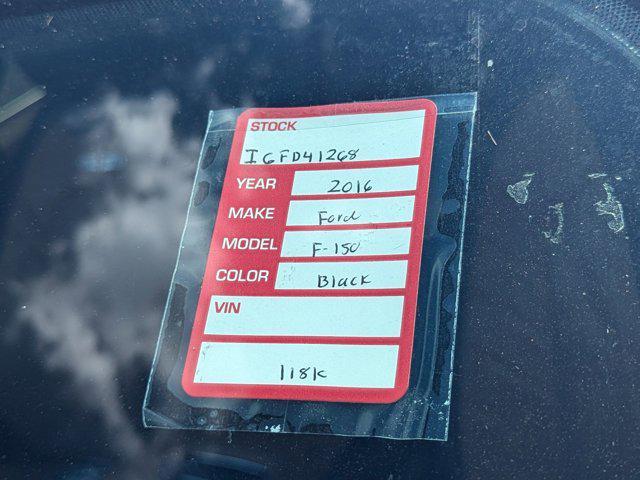 STOCK
IGFD41268
YEAR 2016
MAKE Ford
MODEL F-150
COLOR Black
VIN
118K